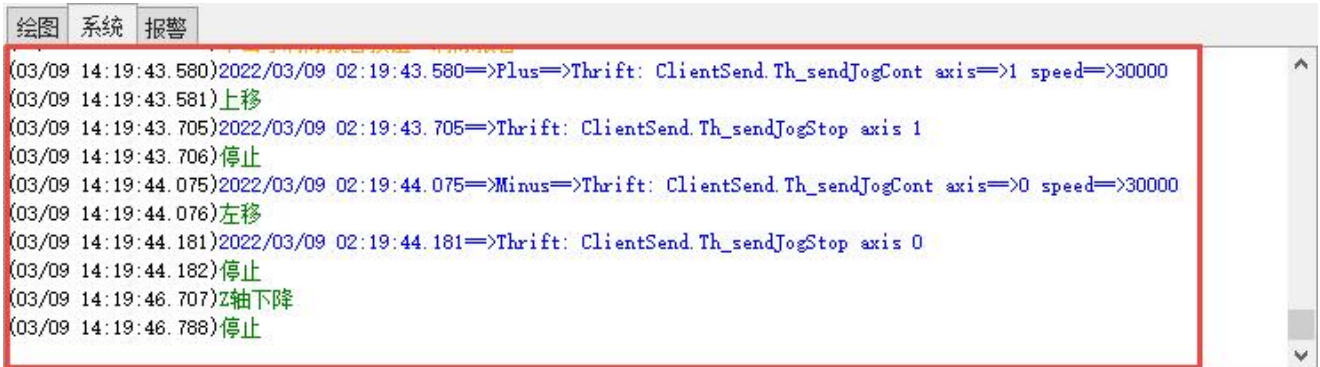 绘图 系统 报警
(03/09 14:19:43.580)2022/03/09 02:19:43.580==>Plus==>Thrift: ClientSend.Th_sendJogCont axis==>1 speed==>30000
(03/09 14:19:43.581)上移
(03/09 14:19:43.705)2022/03/09 02:19:43.705==>Thrift: ClientSend.Th_sendJogStop axis 1
(03/09 14:19:43.706)停止
(03/09 14:19:44.075)2022/03/09 02:19:44.075==>Minus==>Thrift: ClientSend.Th_sendJogCont axis==>0 speed==>30000
(03/09 14:19:44.076)左移
(03/09 14:19:44.181)2022/03/09 02:19:44.181==>Thrift: ClientSend.Th_sendJogStop axis 0
(03/09 14:19:44.182)停止
(03/09 14:19:46.707)Z轴下降
(03/09 14:19:46.788)停止